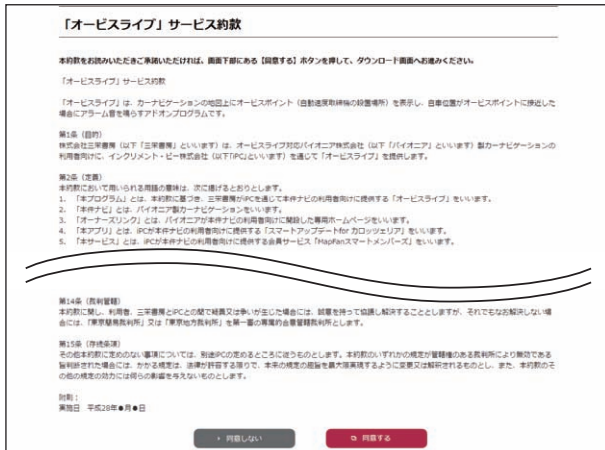 「オービスライブ」サービス約款
本約款をお読みいただきご承諾いただければ、画面下部にある【同意する】ボタンを押して、ダウンロード画面へお進みください。
「オービスライブ」サービス約款
「オービスライブ」は、カーナビゲーションの地図上にオービスポイント（自動速度取締機の設置場所）を表示し、自車位置がオービスポイントに接近した
場合にアラーム音を鳴らすアドオンプログラムです。
第1条（目的）
株式会社三栄書房（以下「三栄書房」といいます）は、オービスライブ対応パイオニア株式会社（以下「パイオニア」といいます）製カーナビゲーションの
利用者向けに、インクリメント・ピー株式会社（以下「iPC」といいます）を通じて「オービスライブ」を提供します。
第2条（定義）
本約款において用いられる用語の意味は、次に掲げるとおりとします。
1. 「本プログラム」とは、本約款に基づき、三栄書房がiPCを通じて本件ナビの利用者向けに提供する「オービスライブ」をいいます。
2. 「本件ナビ」とは、パイオニア製カーナビゲーションをいいます。
3. 「オーナーズリンク」とは、パイオニアが本件ナビの利用者向けに開設した専用ホームページをいいます。
4. 「本アプリ」とは、iPCが本件ナビの利用者向けに提供する「スマートアップデートfor カロッツェリア」をいいます。
5. 「本サービス」とは、iPCが本件ナビの利用者向けに提供する会員サービス「MapFanスマートメンバーズ」をいいます。
第14条（裁判管轄）
本約款に関し、利用者、三栄書房とiPCとの間で疑義又は争いが生じた場合には、誠意を持って協議し解決することとしますが、それでもなお解決しない場
合には、「東京簡易裁判所」又は「東京地方裁判所」を第一審の専属的合意管轄裁判所とします。
第15条（存続条項）
その他本約款に定めのない事項については、別途iPCの定めるところに従うものとします。本約款のいずれかの規定が管轄権のある裁判所により無効である
旨判断された場合には、かかる規定は、法律が許容する限りで、本来の規定の趣旨を最大限実現するように変更又は解釈されるものとし、また、本約款のそ
の他の規定の効力には何らの影響を与えないものとします。
附則：
実施日 平成28年●月●日
同意しない
同意する